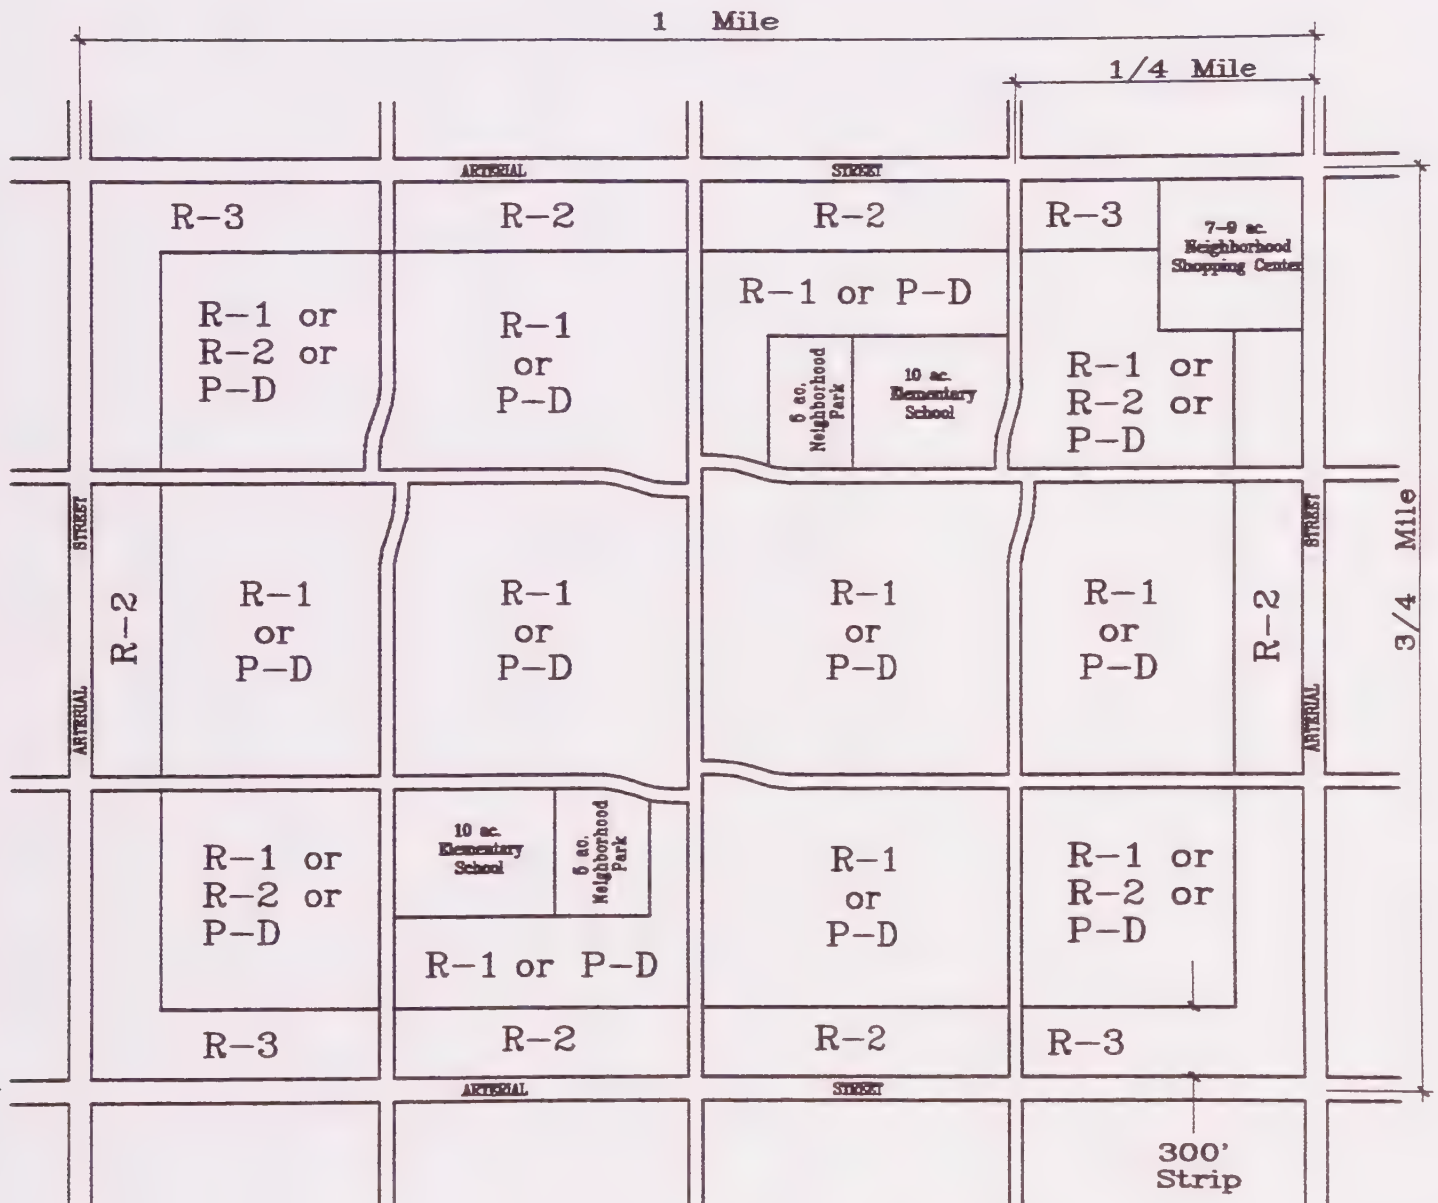 1 Mile
1/4 Mile
ARTERIAL STREET
R-3
R-2
R-2
R-3
7-9 ac.
Neighborhood
Shopping Center
R-1 or
R-2 or
P-D
R-1
or
P-D
R-1 or P-D
5 ac.
Neighborhood
Park
10 ac.
Elementary
School
R-1 or
R-2 or
P-D
STREET
ARTERIAL
R-2
R-1
or
P-D
R-1
or
P-D
R-1
or
P-D
R-1
or
P-D
R-2
STREET
ARTERIAL
3/4 Mile
R-1 or
R-2 or
P-D
10 ac.
Elementary
School
5 ac.
Neighborhood
Park
R-1 or P-D
R-1
or
P-D
R-1 or
R-2 or
P-D
R-3
R-2
R-2
R-3
ARTERIAL STREET
300'
Strip